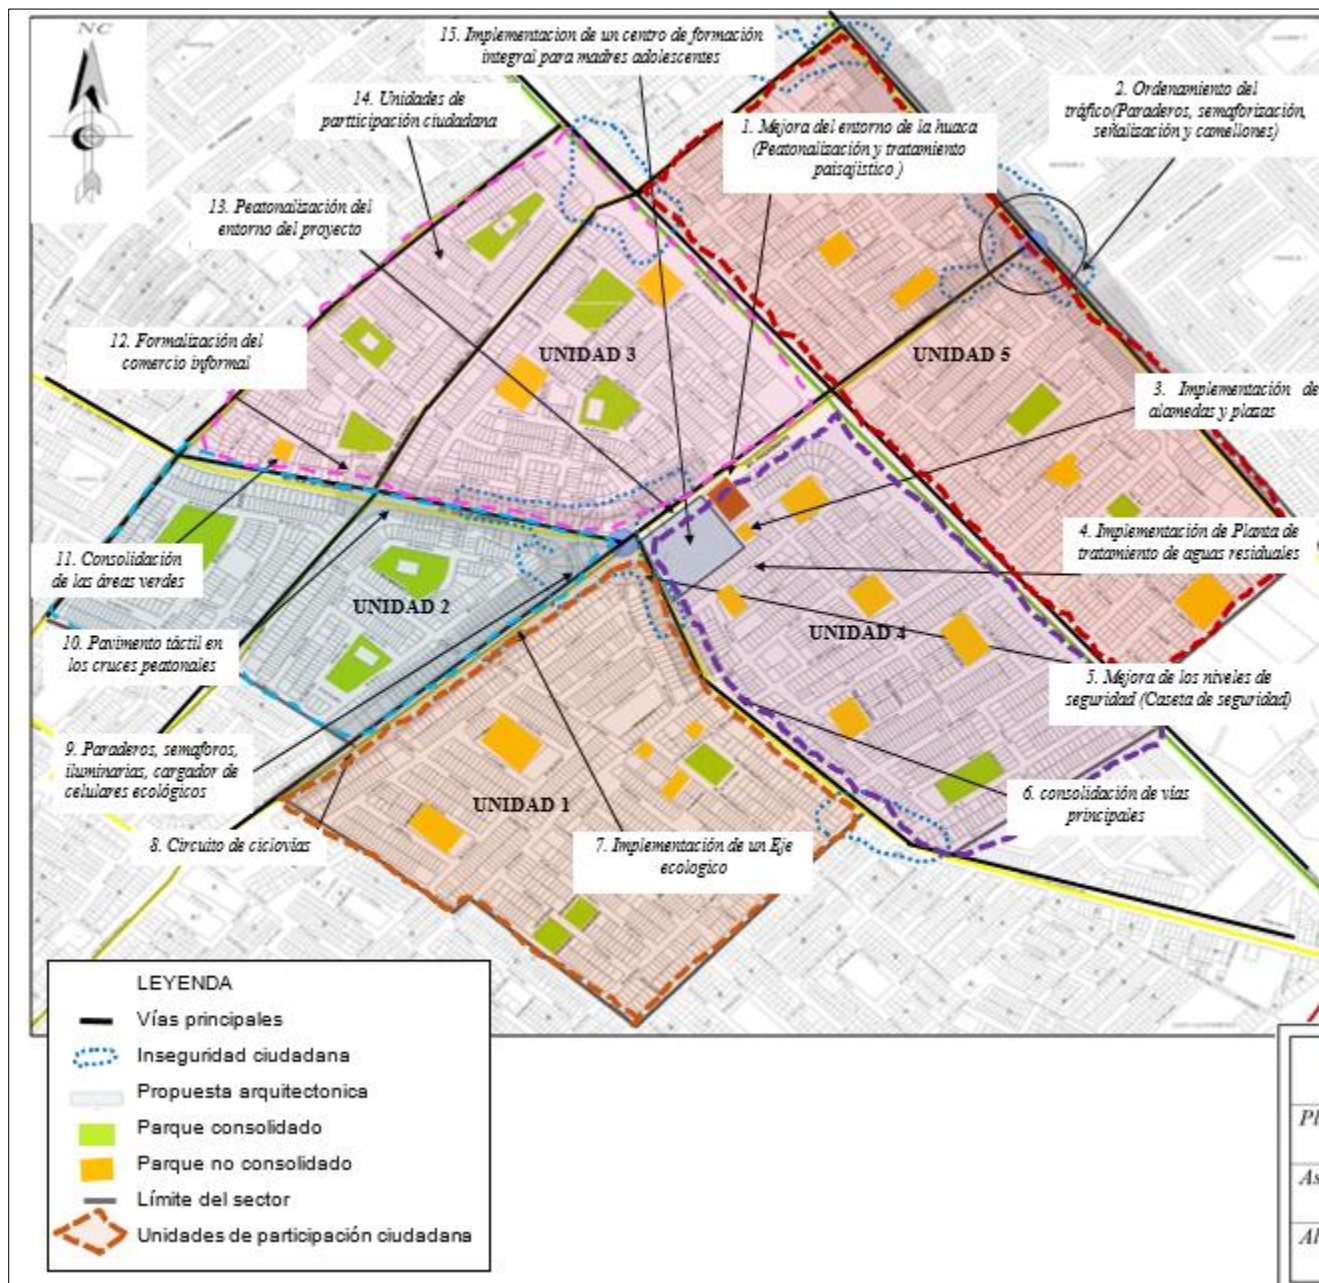 NC
15. Implementacion de un centro de formación
integral para madres adolescentes
14. Unidades de
partticipación ciudadana
2. Ordenamiento del
tráfico(Paraderos, semaforización,
señalización y camellones)
1. Mejora del entorno de la huaca
(Peatonalización y tratamiento
paisajistico )
13. Peatonalización del
entorno del proyecto
12. Formalización del
comercio informal
UNIDAD 3
UNIDAD 5
3. Implementación de
alamedas y plazas
4. Implementación de Planta de
tratamiento de aguas residuales
11. Consolidación
de las áreas verdes
UNIDAD 2
UNIDAD 4
10. Pavimento táctil en
los cruces peatonales
5. Mejora de los niveles de
seguridad (Caseta de seguridad)
9. Paraderos, semaforos,
iluminarias, cargador de
celulares ecológicos
UNIDAD 1
6. consolidación de vías
principales
8. Circuito de ciclovías
7. Implementación de un Eje
ecologico
LEYENDA
Vías principales
Inseguridad ciudadana
Propuesta arquitectonica
Parque consolidado
Parque no consolidado
Límite del sector
Unidades de participación ciudadana
Pl
As
Al